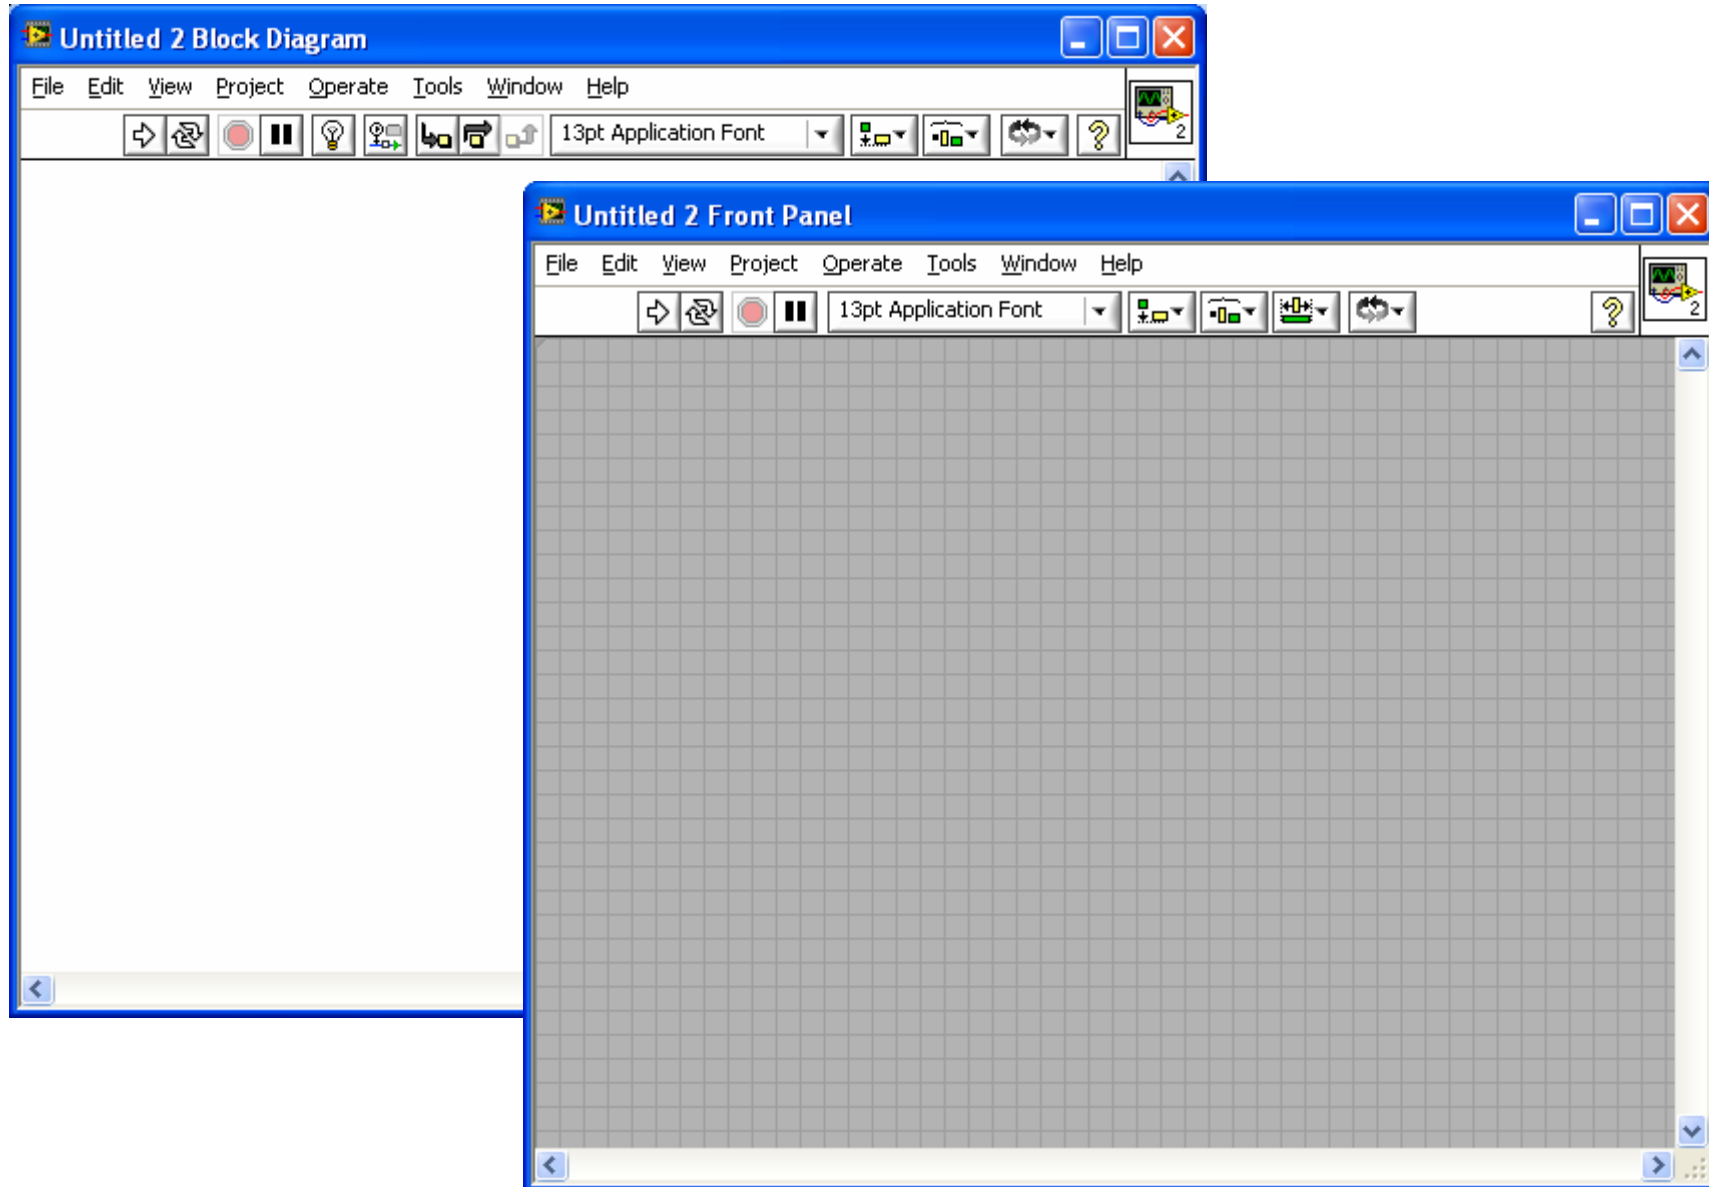 Untitled 2 Block Diagram
File Edit View Project Operate Tools Window Help
13pt Application Font
2
Untitled 2 Front Panel
File Edit View Project Operate Tools Window Help
13pt Application Font
2